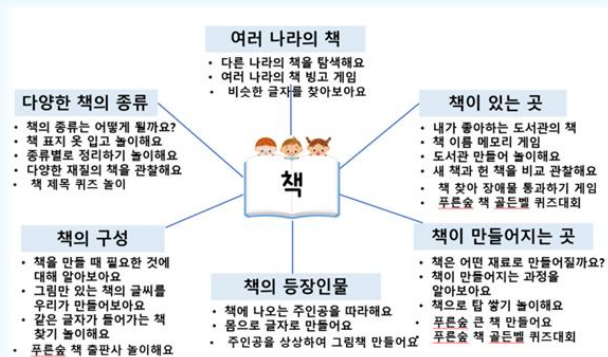 여러 나라의 책
• 다른 나라의 책을 탐색해요
• 여러 나라의 책 빙고 게임
• 비슷한 글자를 찾아보아요
다양한 책의 종류
• 책의 종류는 어떻게 될까요?
• 책 표지 옷 입고 놀이해요
• 종류별로 정리하기 놀이해요
• 다양한 재질의 책을 관찰해요
• 책 제목 퀴즈 놀이
책이 있는 곳
• 내가 좋아하는 도서관의 책
• 책 이름 메모리 게임
• 도서관 만들어 놀이해요
• 새 책과 헌 책을 비교 관찰해요
• 책 찾아 장애물 통과하기 게임
• 푸른숲 책 골든벨 퀴즈대회
책
책의 구성
• 책을 만들 때 필요한 것에
대해 알아보아요
• 그림만 있는 책의 글씨를
우리가 만들어보아요
• 같은 글자가 들어가는 책
찾기 놀이해요
• 푸른숲 책 출판사 놀이해요
책의 등장인물
• 책에 나오는 주인공을 따라해요
• 몸으로 글자로 만들어요
• 주인공을 상상하여 그림책 만들어요
책이 만들어지는 곳
• 책은 어떤 재료로 만들어질까요?
• 책이 만들어지는 과정을
알아보아요
• 책으로 탑 쌓기 놀이해요
• 푸른숲 큰 책 만들어요
• 푸른숲 책 골든벨 퀴즈대회